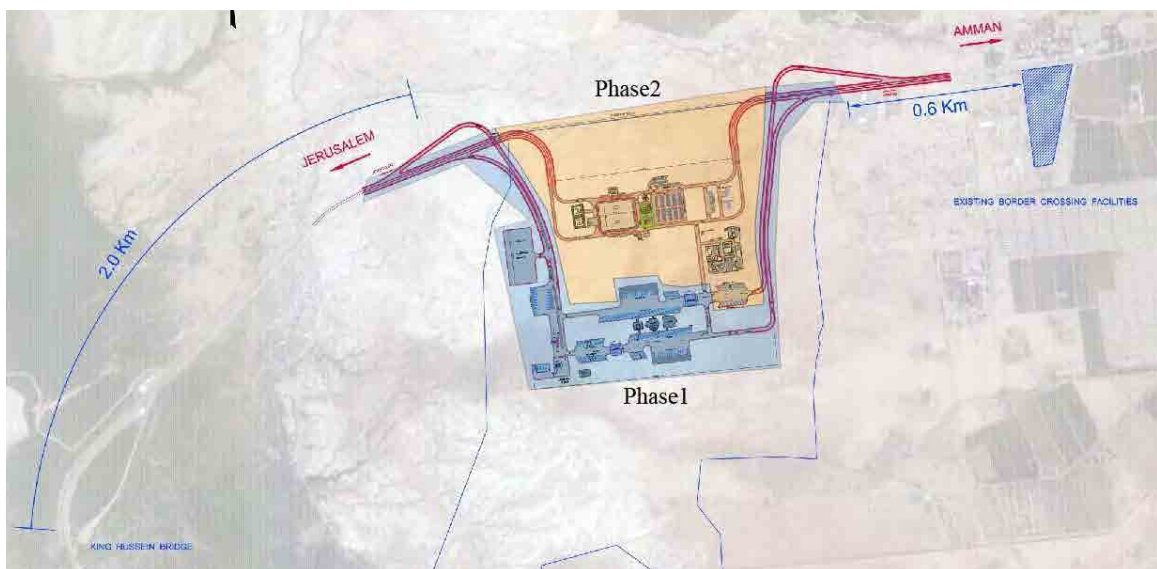 AMMAN
Phase2
0.6 Km
JERUSALEM
EXISTING BORDER CROSSING FACILITIES
2.0 Km
Phase1
KING HUSSEIN BRIDGE